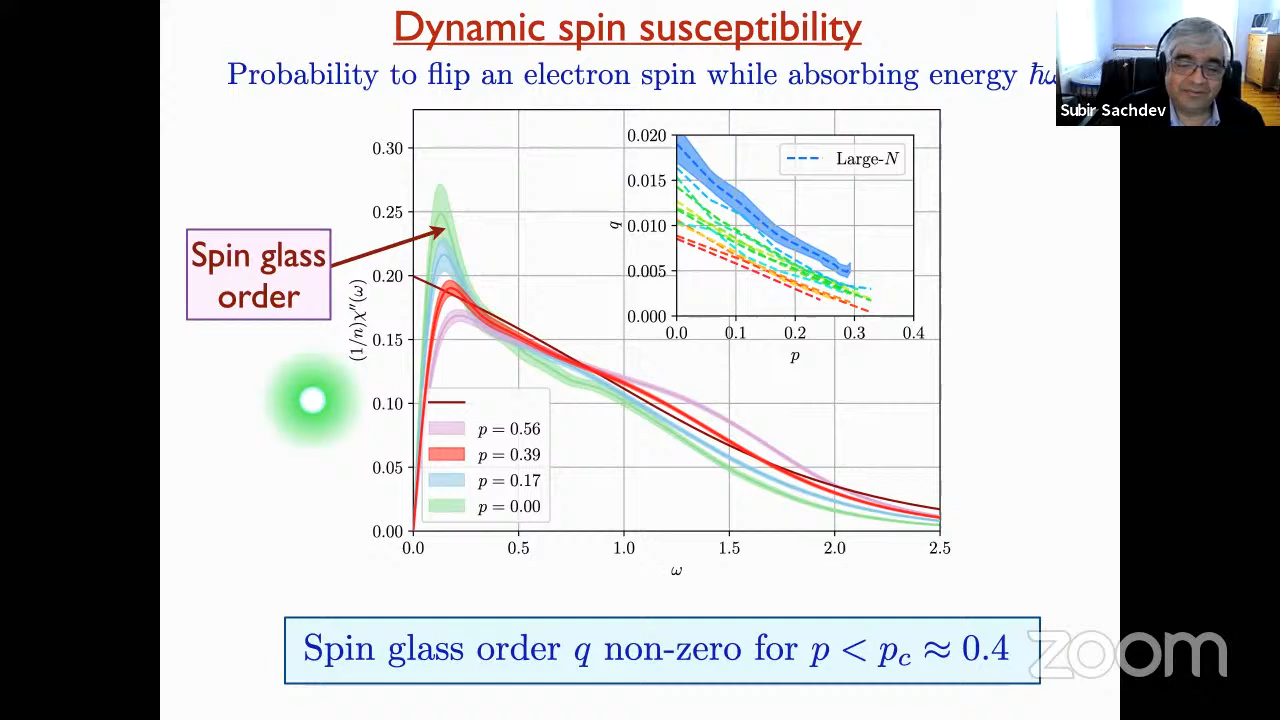 Dynamic spin susceptibility
Probability to flip an electron spin while absorbing energy ħω
Subir Sachdev
Spin glass
order
(1/n)χ′′(ω)
0.30
0.25
0.20
0.15
0.10
0.05
0.00
0.0
0.5
1.0
1.5
2.0
2.5
ω
p = 0.56
p = 0.39
p = 0.17
p = 0.00
q
0.020
0.015
0.010
0.005
0.000
0.0
0.1
0.2
0.3
0.4
p
Large-N
Spin glass order q non-zero for p < p_c ≈ 0.4
zoom